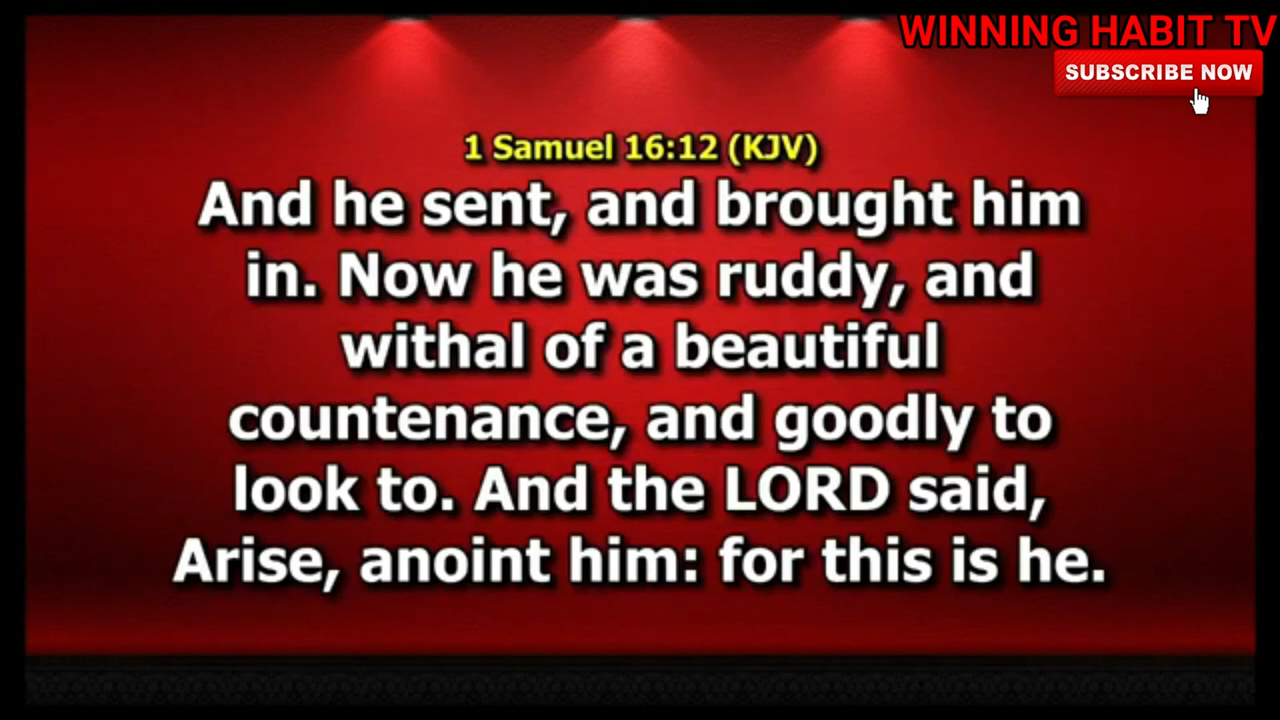 WINNING HABIT TV
SUBSCRIBE NOW
1 Samuel 16:12 (KJV)
And he sent, and brought him
in. Now he was ruddy, and
withal of a beautiful
countenance, and goodly to
look to. And the LORD said,
Arise, anoint him: for this is he.